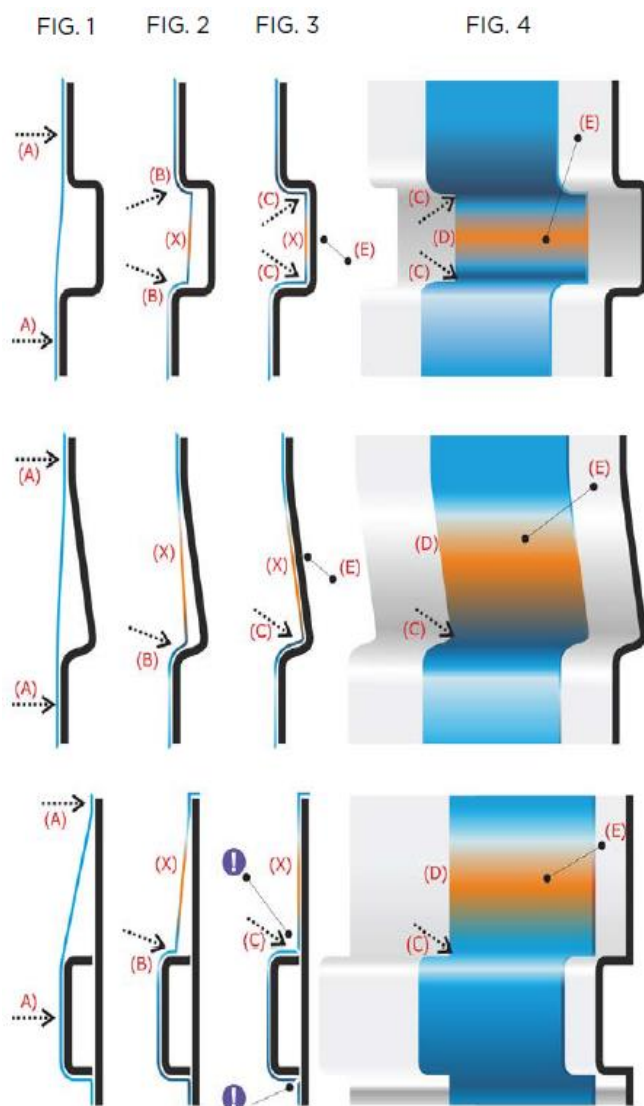 FIG. 1 FIG. 2 FIG. 3 FIG. 4
(A) (B) (C) (C) (E)
(X) (X) (E) (D)
A) (B) (C) (C)
(A) (E)
(X) (X) (E) (D)
(A) (B) (C) (C)
(A) (X) ! (X) (D) (E)
(B) (C) (C)
A)
!